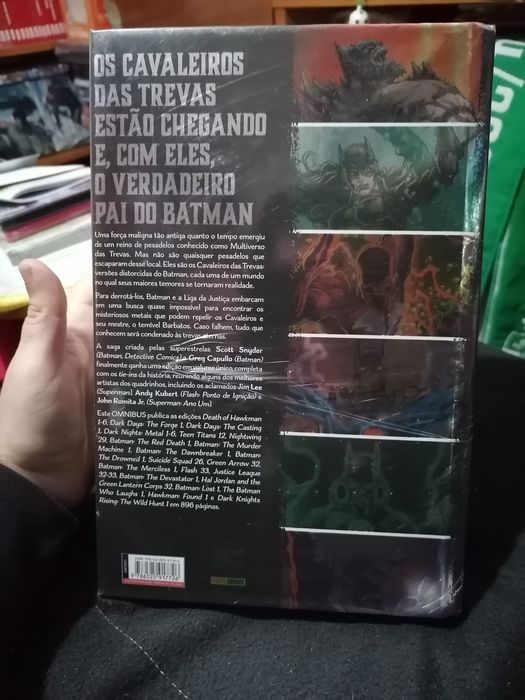 OS CAVALEIROS
DAS TREVAS
ESTÃO CHEGANDO
E, COM ELES,
O VERDADEIRO
PAI DO BATMAN
Uma força maligna tão antiga quanto o tempo emergiu
de um reino de pesadelos conhecido como Multiverso
das Trevas. Mas não são quaisquer pesadelos que
escaparam desse local. Eles são os Cavaleiros das Trevas:
versões distorcidas do Batman, cada uma de um mundo
no qual seus maiores temores se tornaram realidade.
Para derrotá-los, Batman e a Liga da Justiça embarcam
em uma busca quase impossível para encontrar os
misteriosos metais que podem repelir os Cavaleiros e
seu mestre, o temível Barbatos. Caso falhem, tudo que
conhecem será condenado às trevas eternas.
A saga criada pelas superestrelas Scott Snyder
(Batman, Detective Comics) e Greg Capullo (Batman)
finalmente ganha uma edição em volume único, completa
com os tie-ins da história, reunindo alguns dos melhores
artistas dos quadrinhos, incluindo os aclamados Jim Lee
(Superman), Andy Kubert (Flash: Ponto de Ignição) e
John Romita Jr. (Superman: Ano Um).
Este OMNIBUS publica as edições Death of Hawkman
1-6, Dark Days: The Forge 1, Dark Days: The Casting
1, Dark Nights: Metal 1-6, Teen Titans 12, Nightwing
29, Batman: The Red Death 1, Batman: The Murder
Machine 1, Batman: The Dawnbreaker 1, Batman:
The Drowned 1, Suicide Squad 26, Green Arrow 32,
Batman: The Merciless 1, Flash 33, Justice League
32-33, Batman: The Devastator 1, Hal Jordan and the
Green Lantern Corps 32, Batman: Lost 1, The Batman
Who Laughs 1, Hawkman: Found 1 e Dark Knights
Rising: The Wild Hunt 1 em 896 páginas.
9 786525 917726